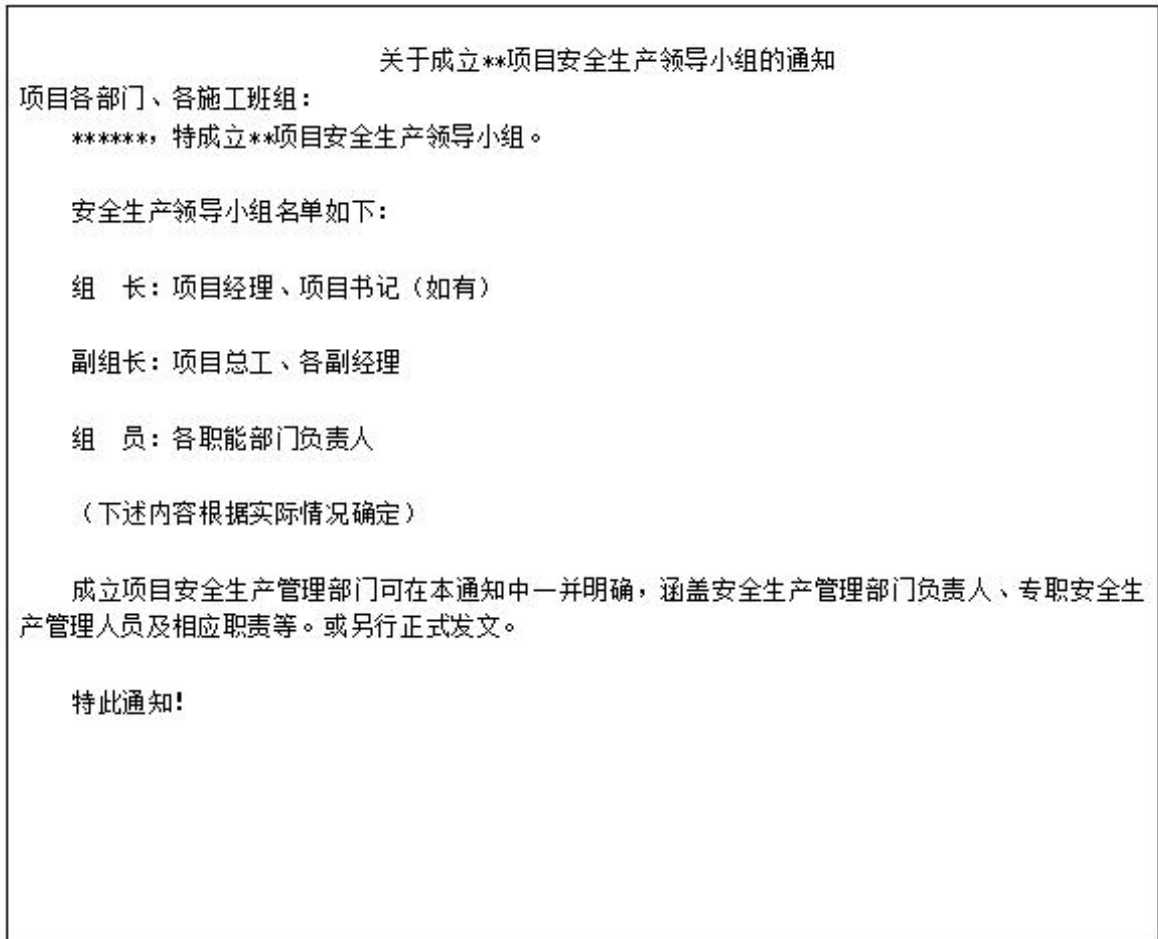 关于成立**项目安全生产领导小组的通知
项目各部门、各施工班组：
******，特成立**项目安全生产领导小组。
安全生产领导小组名单如下：
组　长：项目经理、项目书记（如有）
副组长：项目总工、各副经理
组　员：各职能部门负责人
（下述内容根据实际情况确定）
成立项目安全生产管理部门可在本通知中一并明确，涵盖安全生产管理部门负责人、专职安全生
产管理人员及相应职责等。或另行正式发文。
特此通知!